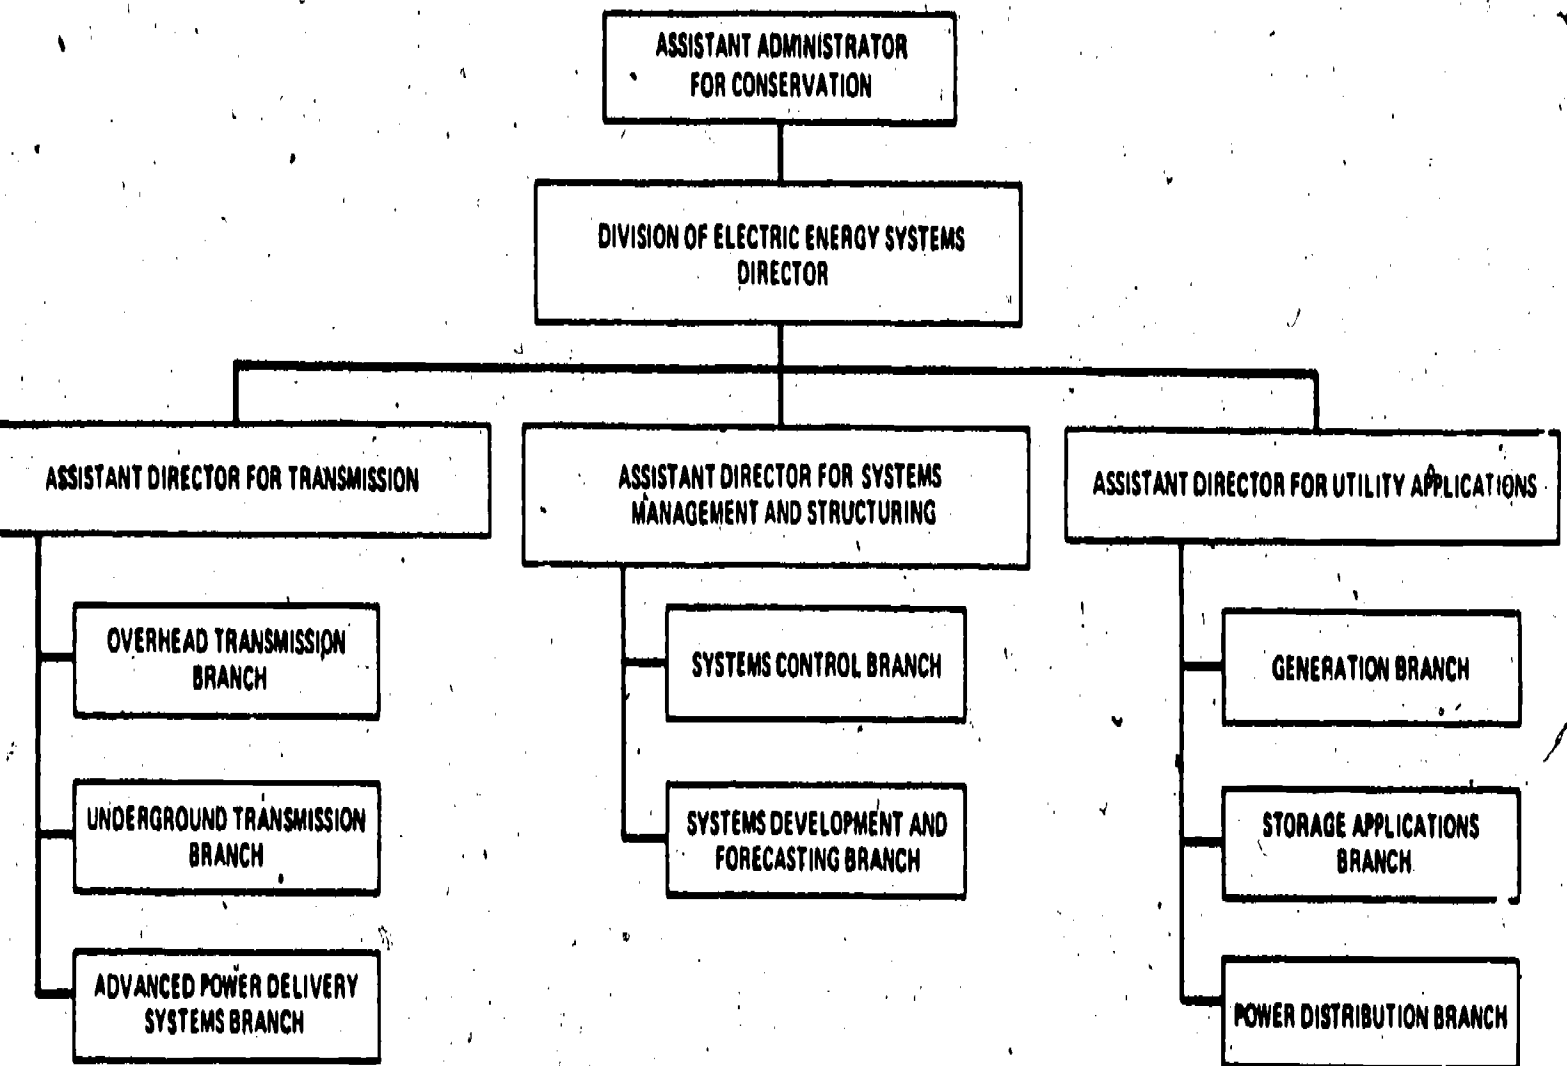 ASSISTANT ADMINISTRATOR
FOR CONSERVATION
DIVISION OF ELECTRIC ENERGY SYSTEMS
DIRECTOR
ASSISTANT DIRECTOR FOR TRANSMISSION
OVERHEAD TRANSMISSION
BRANCH
UNDERGROUND TRANSMISSION
BRANCH
ADVANCED POWER DELIVERY
SYSTEMS BRANCH
ASSISTANT DIRECTOR FOR SYSTEMS
MANAGEMENT AND STRUCTURING
SYSTEMS CONTROL BRANCH
SYSTEMS DEVELOPMENT AND
FORECASTING BRANCH
ASSISTANT DIRECTOR FOR UTILITY APPLICATIONS
GENERATION BRANCH
STORAGE APPLICATIONS
BRANCH
POWER DISTRIBUTION BRANCH